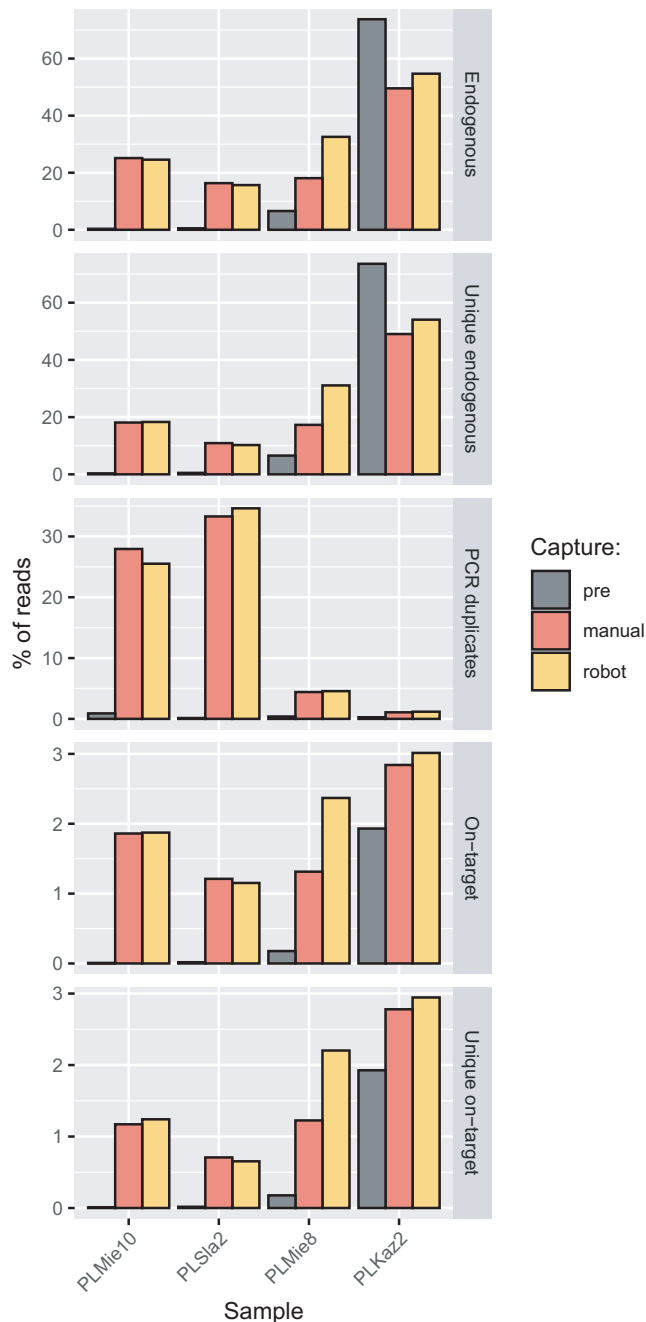 60
40
20
0
Endogenous
60
40
20
0
Unique endogenous
30
20
10
0
PCR duplicates
3
2
1
0
On−target
3
2
1
0
Unique on−target
% of reads
PLMie10
PLSla2
PLMie8
PLKaz2
Sample
Capture:
pre
manual
robot